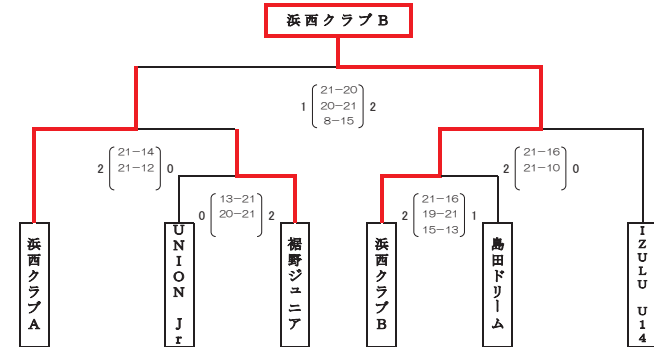 浜西クラブB
1 21-20 2
20-21
8-15
2 21-14 0
21-12
2 21-16 0
21-10
0 13-21 2
20-21
2 21-16 1
19-21
15-13
浜西クラブA
UNION Jr
裾野ジュニア
浜西クラブB
島田ドリーム
IZULU U14